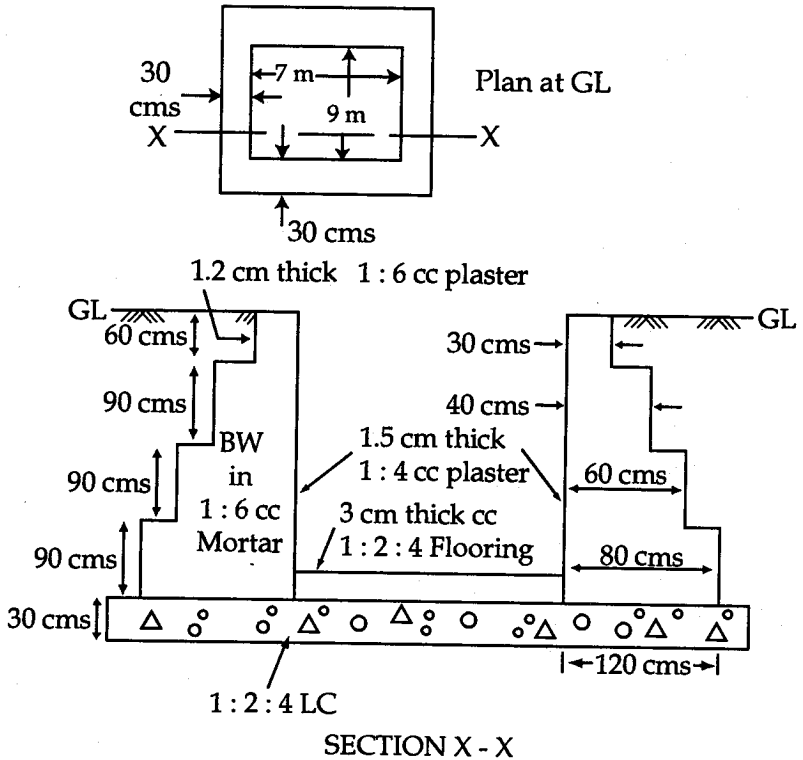 30
cms
7 m
9 m
Plan at GL
X
X
30 cms
1.2 cm thick 1 : 6 cc plaster
GL
GL
60 cms
30 cms
90 cms
40 cms
BW
in
1 : 6 cc
Mortar
1.5 cm thick
1 : 4 cc plaster
90 cms
60 cms
3 cm thick cc
1 : 2 : 4 Flooring
90 cms
80 cms
30 cms
120 cms
1 : 2 : 4 LC
SECTION X - X